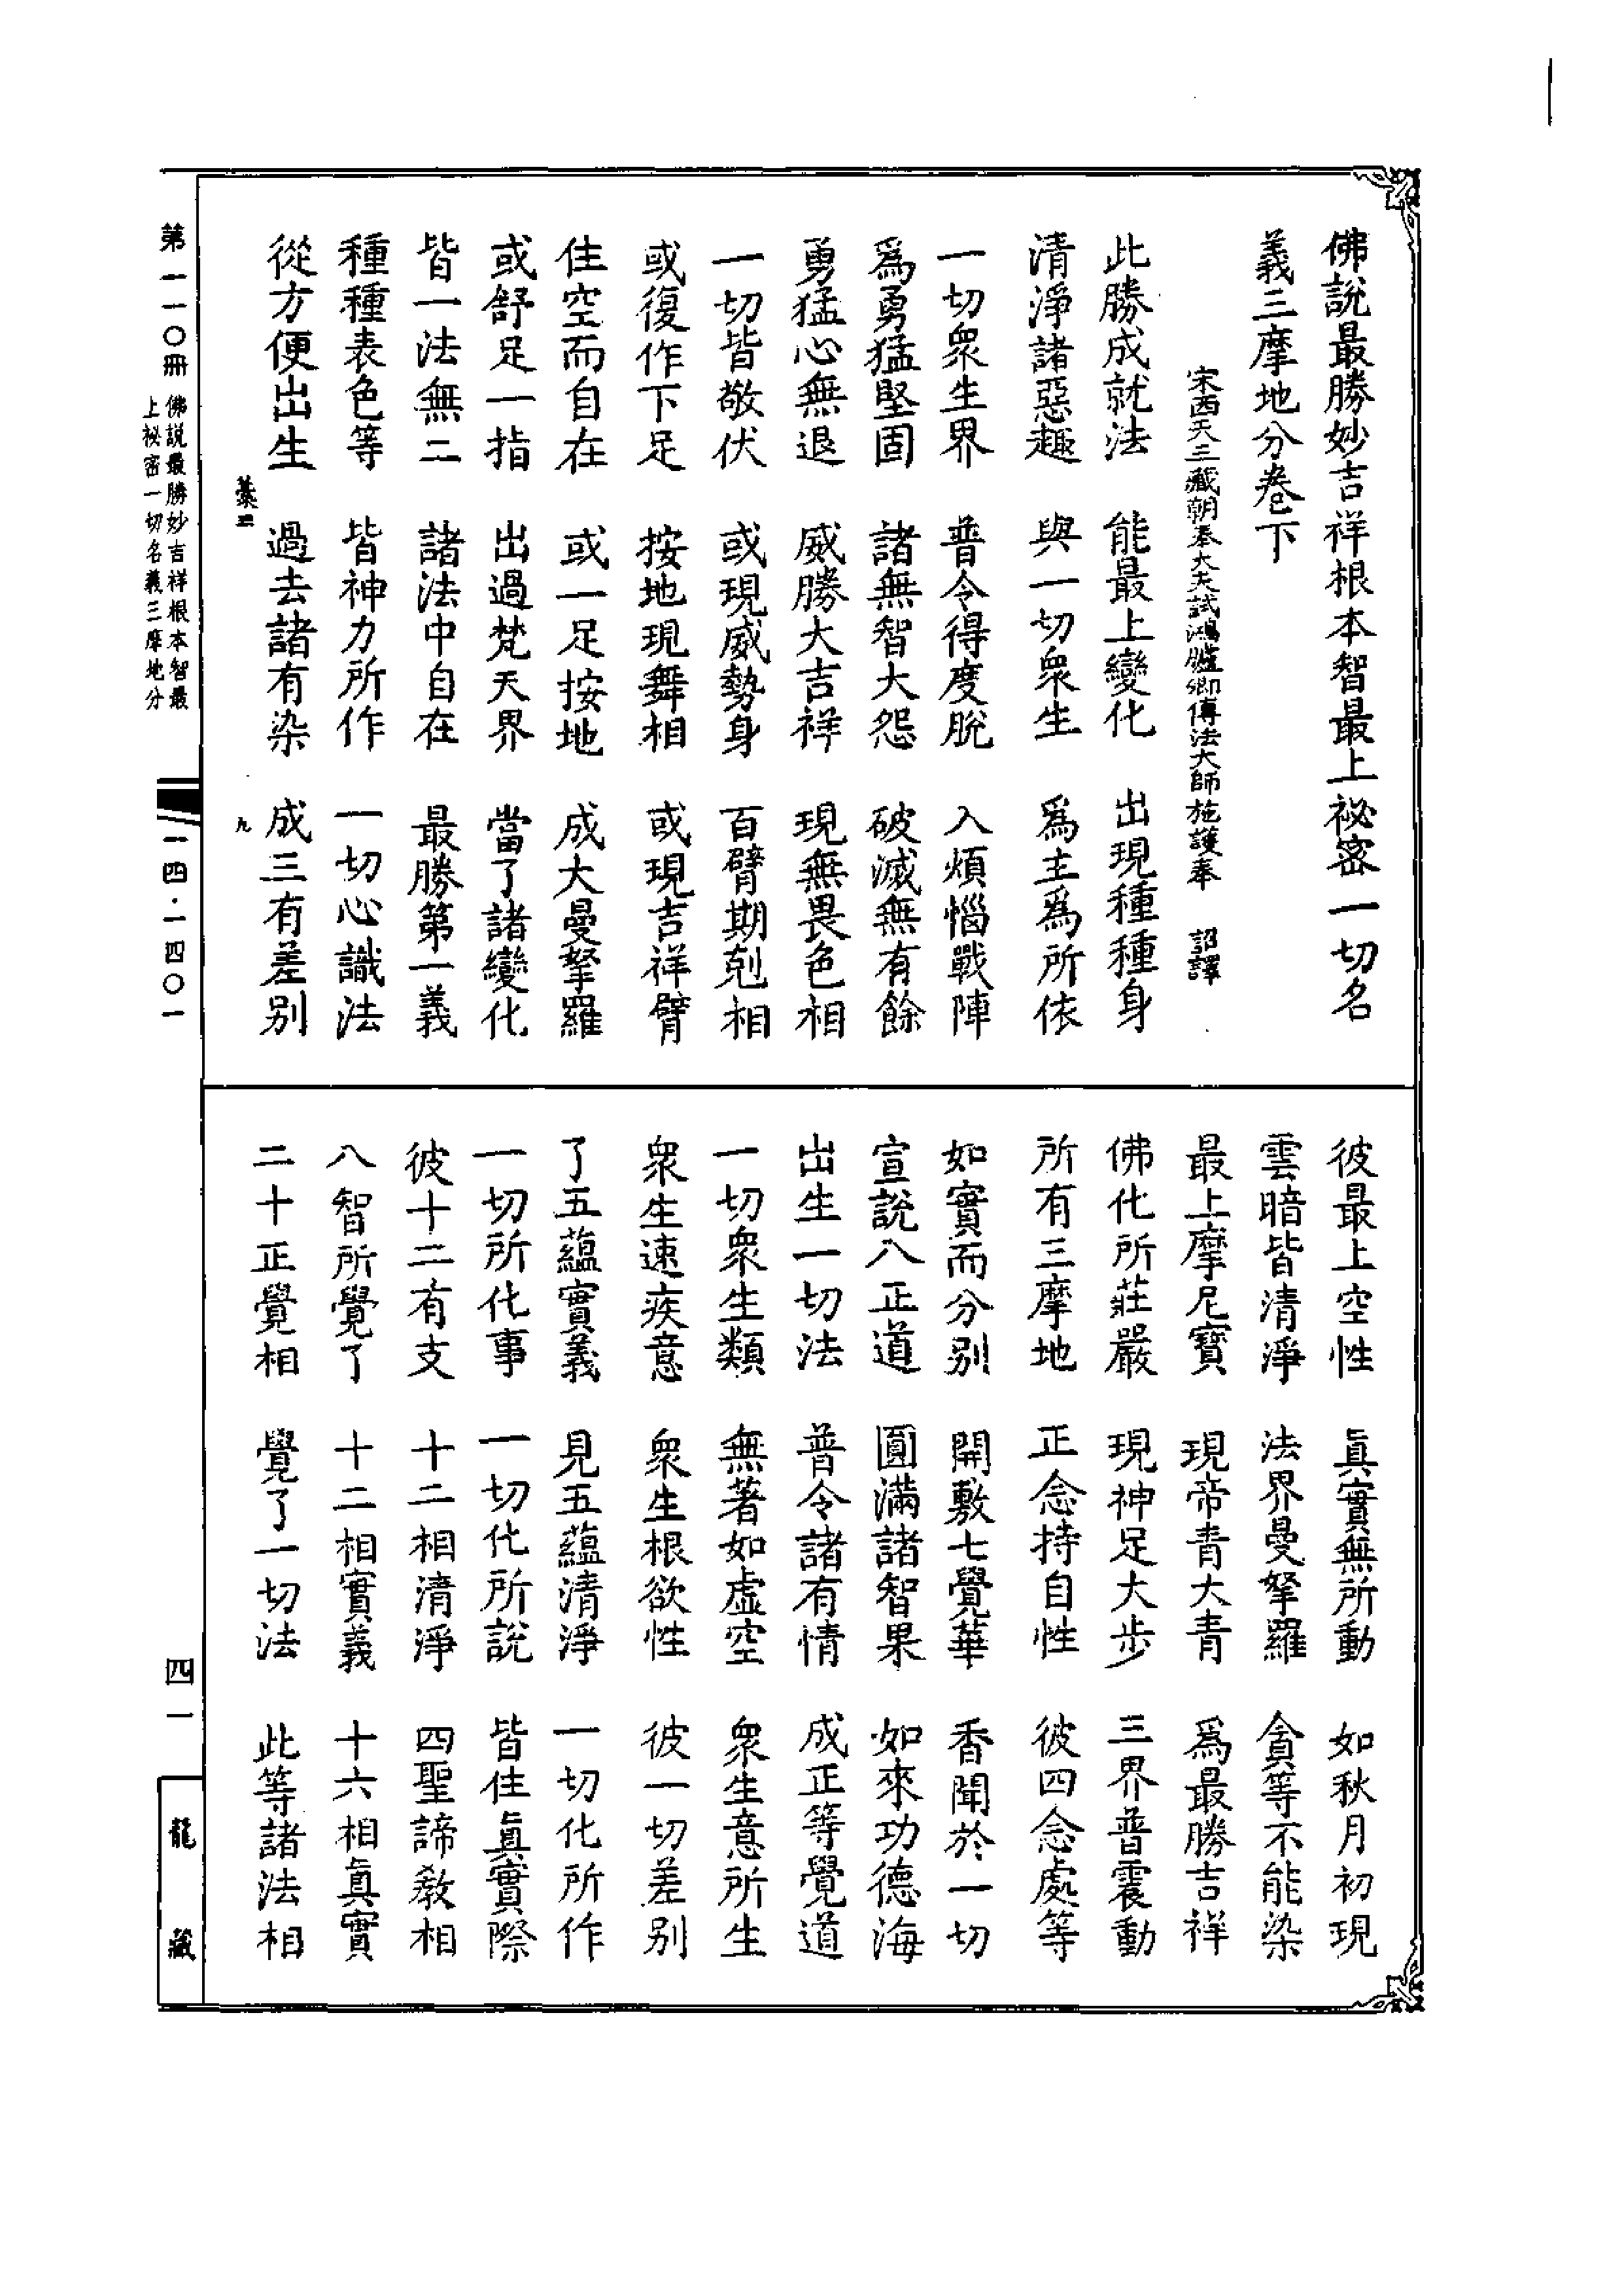 佛説最勝妙吉祥根本智最上祕密一切名
義三摩地分卷下
宋西天三藏朝奉大夫試鴻臚卿傳法大師施護奉　詔譯
此勝成就法　能最上變化　出現種種身
清淨諸惡趣　與一切衆生　爲主爲所依
一切衆生界　普令得度脫　入煩惱戰陣
爲勇猛堅固　諸無智大怨　破滅無有餘
勇猛心無退　威勝大吉祥　現無畏色相
一切皆敬伏　或現威勢身　百臂期剋相
或復作下足　按地現舞相　或現吉祥臂
住空而自在　或一足按地　成大曼拏羅
或舒足一指　出過梵天界　當了諸變化
皆一法無二　諸法中自在　最勝第一義
種種表色等　皆神力所作　一切心識法
從方便出生　過去諸有染　成三有差別
九
彼最上空性　眞實無所動　如秋月初現
雲暗皆清淨　法界曼拏羅　貪等不能染
最上摩尼寶　現帝青大青　爲最勝吉祥
佛化所莊嚴　現神足大步　三界普震動
所有三摩地　正念持自性　彼四念處等
如實而分別　開敷七覺華　香聞於一切
宣説八正道　圓滿諸智果　如來功德海
出生一切法　普令諸有情　成正等覺道
一切衆生類　無著如虛空　衆生意所生
衆生速疾意　衆生根欲性　彼一切差別
了五蘊實義　見五蘊清淨　一切化所作
一切所化事　一切化所説　皆住眞實際
彼十二有支　十二相清淨　四聖諦教相
八智所覺了　十二相實義　十六相眞實
二十正覺相　覺了一切法　此等諸法相
第一一〇冊　佛説最勝妙吉祥根本智最
上祕密一切名義三摩地分
一四·一四〇一
四一
龍藏